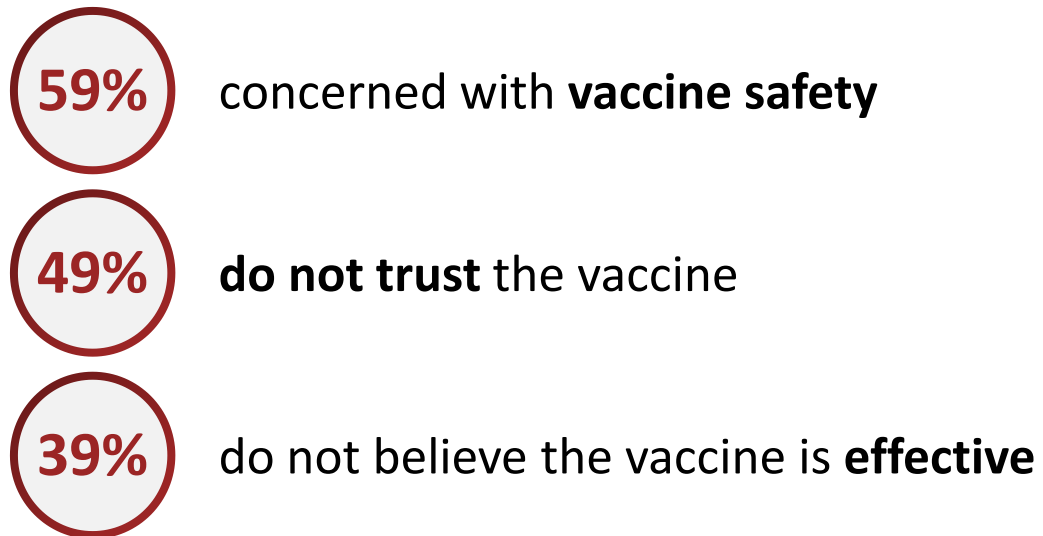 59% concerned with vaccine safety
49% do not trust the vaccine
39% do not believe the vaccine is effective